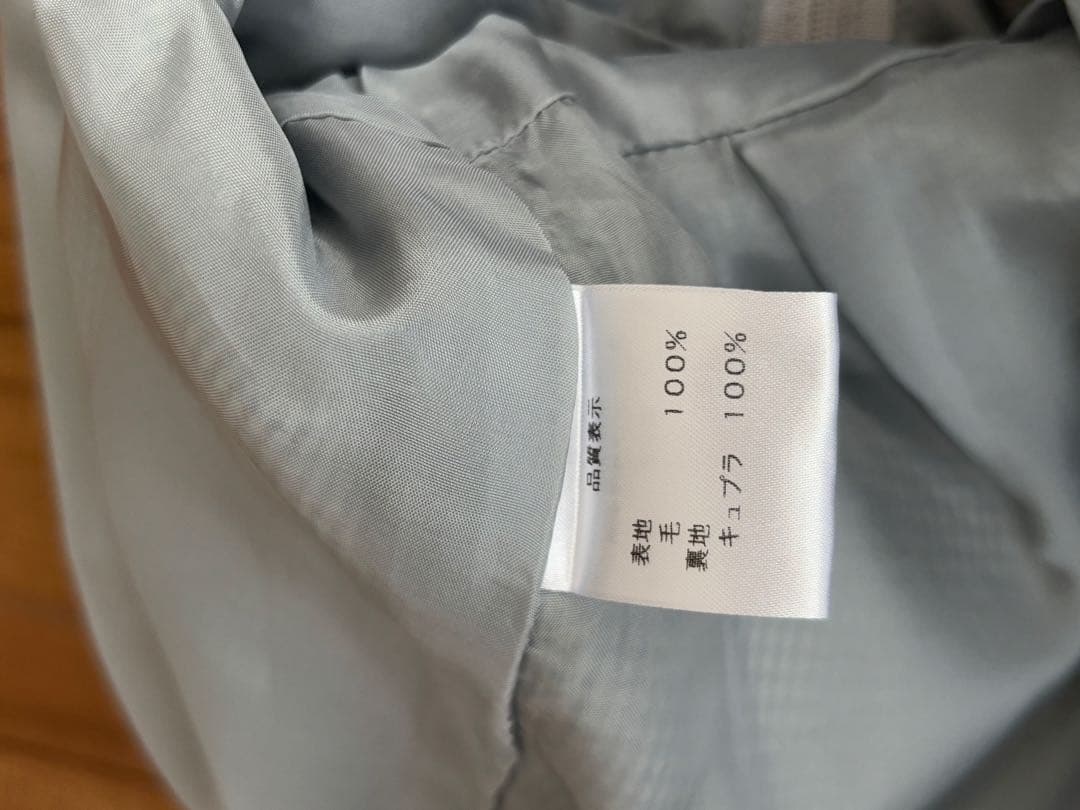 品質表示
表地
毛 100%
裏地
キュプラ 100%